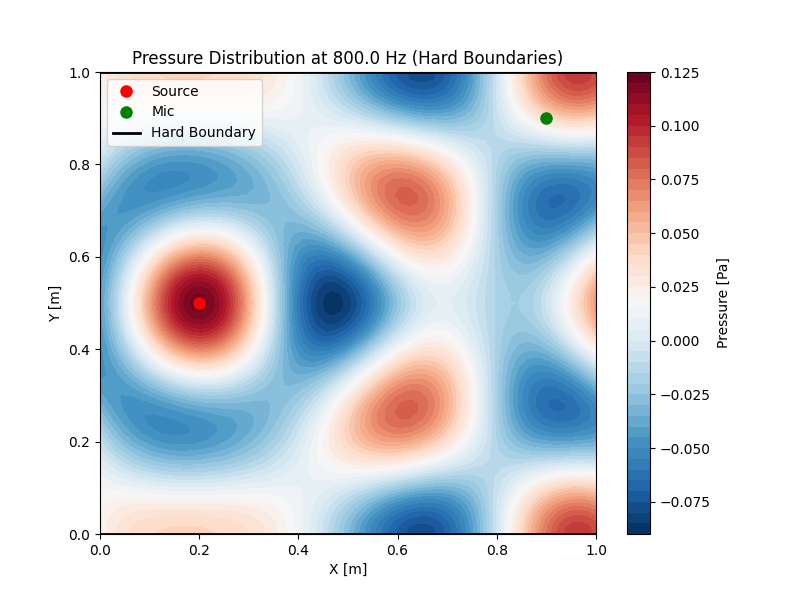 Pressure Distribution at 800.0 Hz (Hard Boundaries)
Source
Mic
Hard Boundary
1.0
0.8
0.6
0.4
0.2
0.0
Y [m]
0.0 0.2 0.4 0.6 0.8 1.0
X [m]
0.125
0.100
0.075
0.050
0.025
0.000
−0.025
−0.050
−0.075
Pressure [Pa]